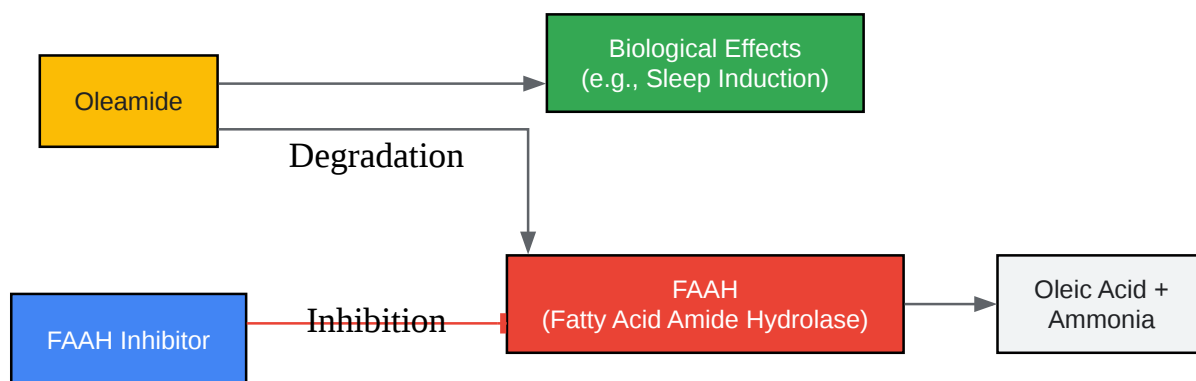 Oleamide
Biological Effects
(e.g., Sleep Induction)
Degradation
FAAH Inhibitor
Inhibition
FAAH
(Fatty Acid Amide Hydrolase)
Oleic Acid +
Ammonia